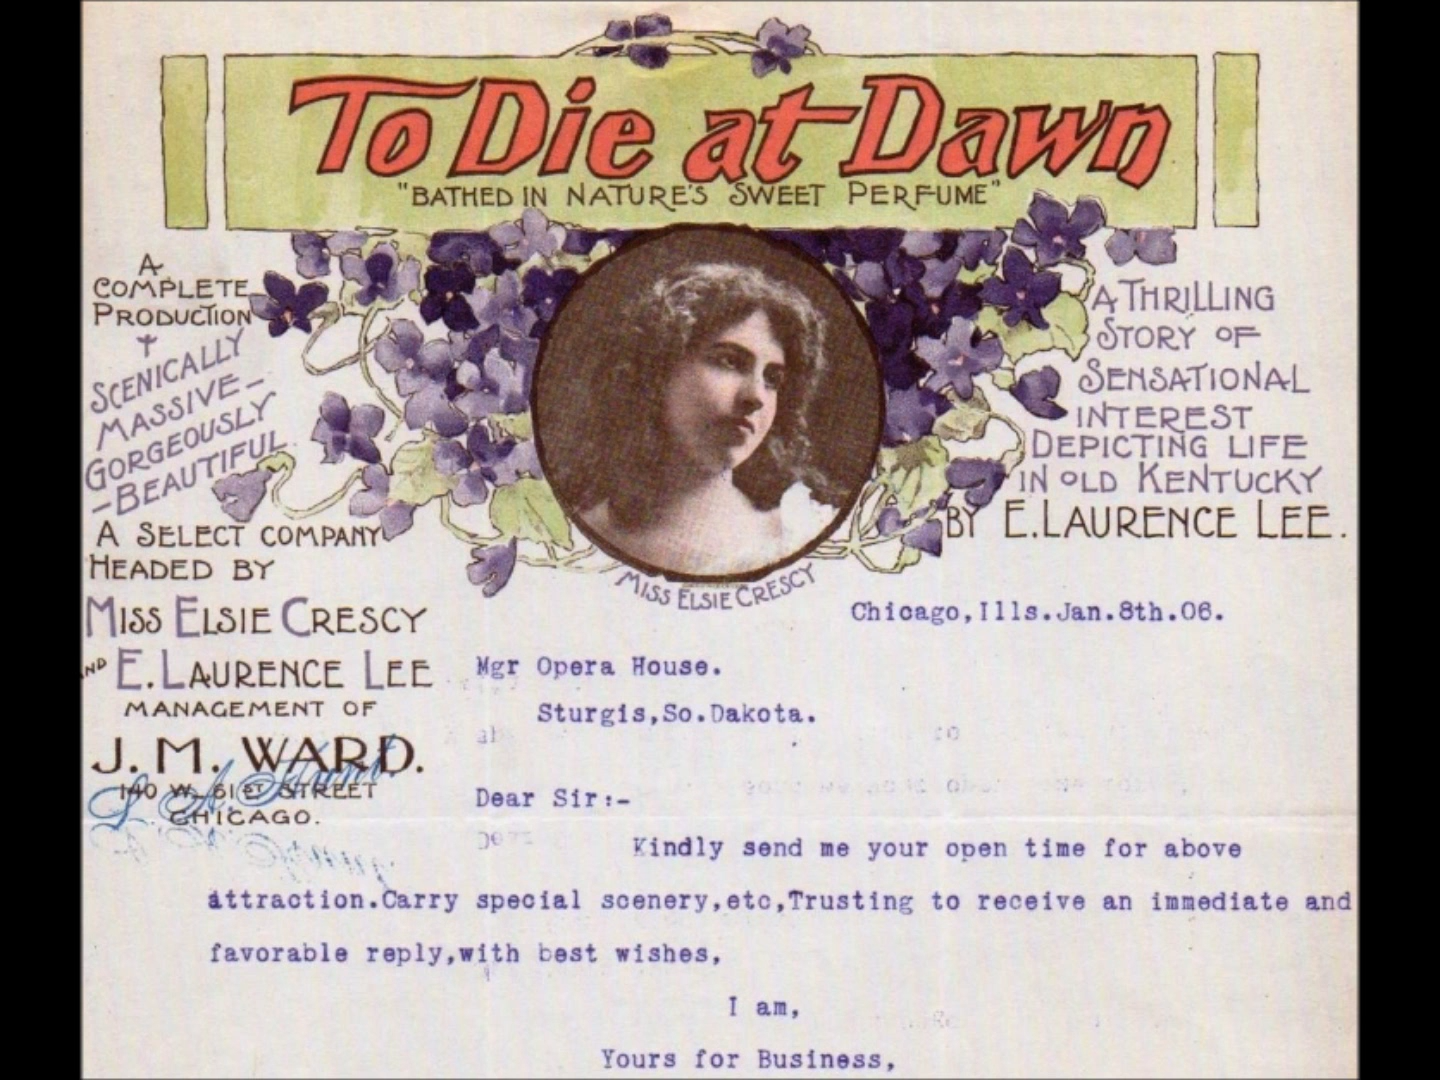 To Die at Dawn
"BATHED IN NATURE'S SWEET PERFUME"
A
COMPLETE
PRODUCTION
SCENICALLY
MASSIVE-
GORGEOUSLY
-BEAUTIFUL
A SELECT COMPANY
HEADED BY
MISS ELSIE CRESCY
AND E. LAURENCE LEE
MANAGEMENT OF
J. M. WARD.
140 W. 61ST STREET
CHICAGO.
A THRILLING
STORY OF
SENSATIONAL
INTEREST
DEPICTING LIFE
IN OLD KENTUCKY
BY E. LAURENCE LEE.
MISS ELSIE CRESCY
Chicago,Ills.Jan.8th.06.
Mgr Opera House.
Sturgis,So.Dakota.
Dear Sir:-
Kindly send me your open time for above
attraction.Carry special scenery,etc,Trusting to receive an immediate and
favorable reply,with best wishes,
I am,
Yours for Business,